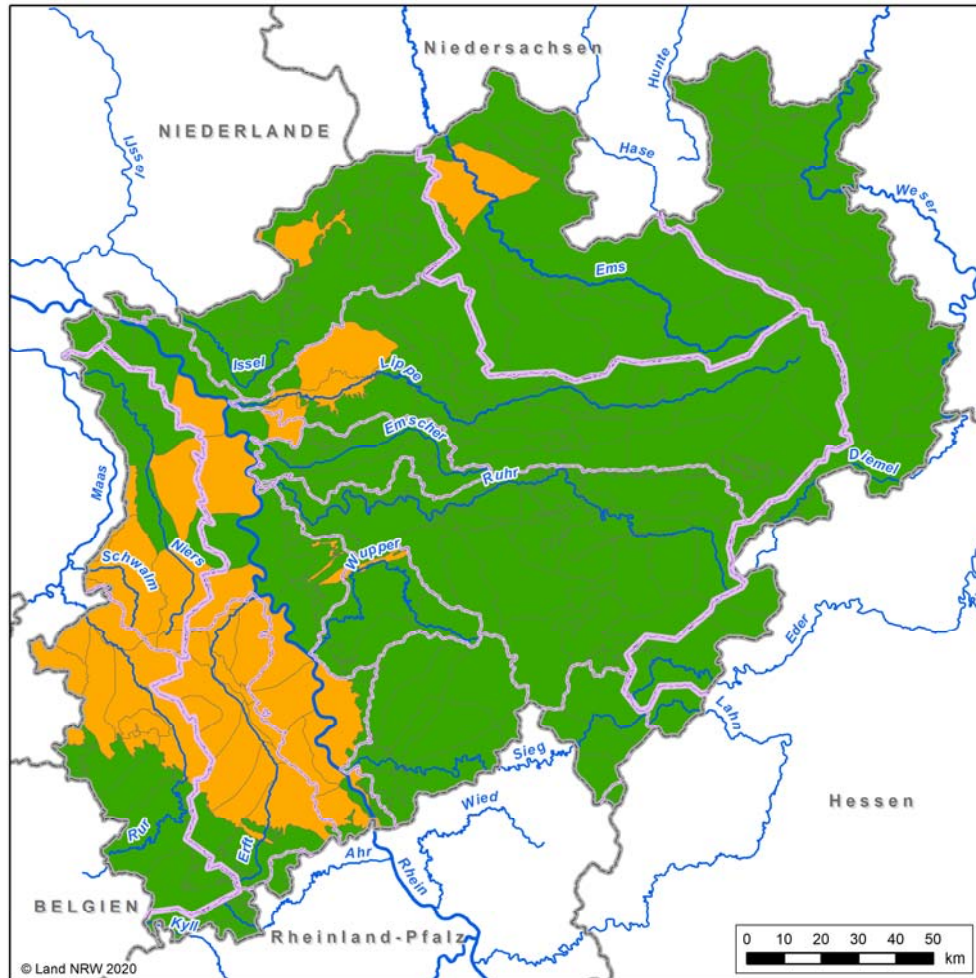 Niedersachsen
Hunte
NIEDERLANDE
IJssel
Hase
Weser
Ems
Issel
Lippe
Emscher
Ruhr
Diemel
Maas
Wupper
Niers
Schwalm
Eder
Lahn
Sieg
Hessen
Wied
Rur
Erft
Ahr
Rhein
BELGIEN
Kyll
Rheinland-Pfalz
0 10 20 30 40 50
km
© Land NRW 2020